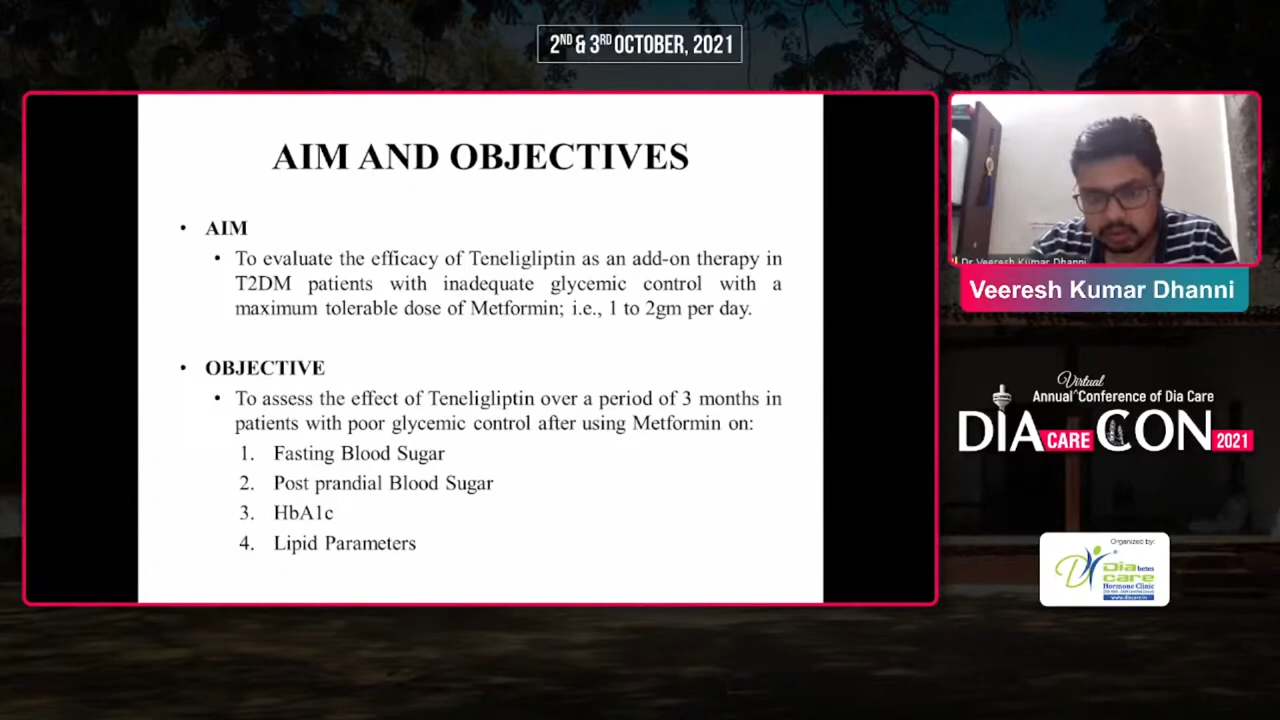 2ND & 3RD OCTOBER, 2021
AIM AND OBJECTIVES
• AIM
• To evaluate the efficacy of Teneligliptin as an add-on therapy in
T2DM patients with inadequate glycemic control with a
maximum tolerable dose of Metformin; i.e., 1 to 2gm per day.
• OBJECTIVE
• To assess the effect of Teneligliptin over a period of 3 months in
patients with poor glycemic control after using Metformin on:
1. Fasting Blood Sugar
2. Post prandial Blood Sugar
3. HbA1c
4. Lipid Parameters
Dr Veeresh Kumar Dhanni
Veeresh Kumar Dhanni
Virtual
Annual ^ Conference of Dia Care
DIA CARE CON 2021
Organized by:
Diabetes
care
Hormone Clinic
www.diacare.in